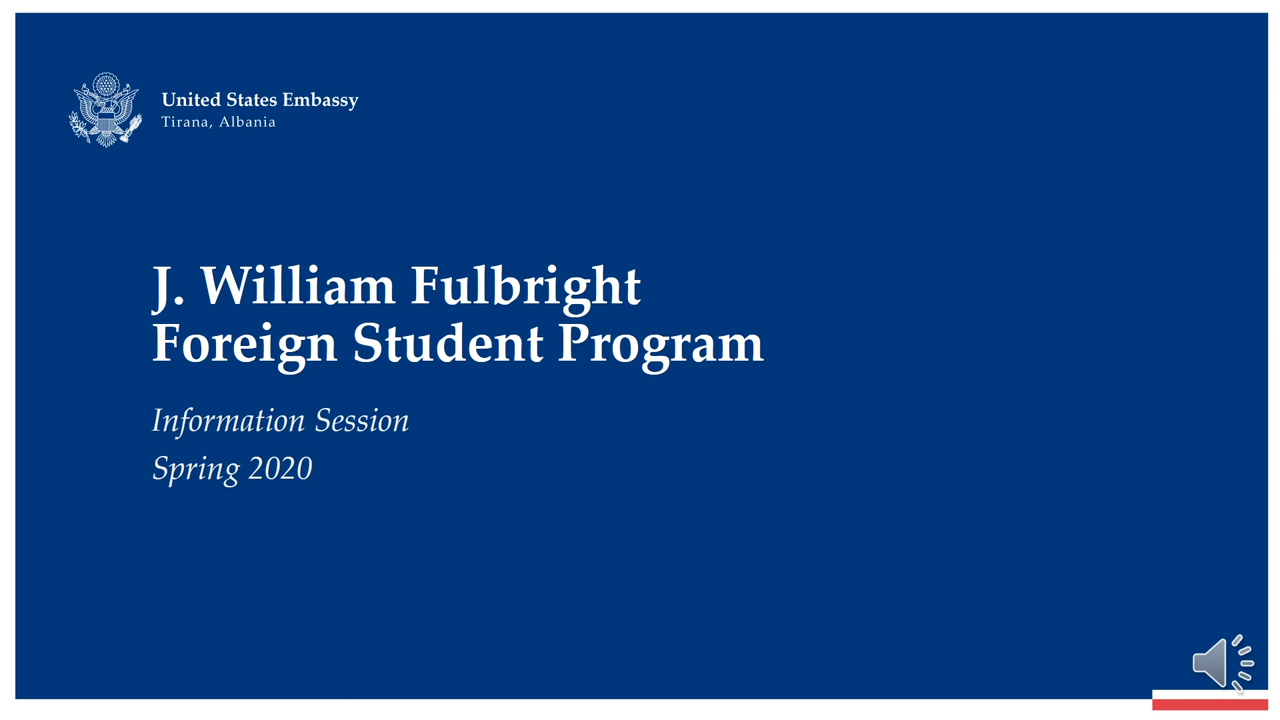 United States Embassy
Tirana, Albania
J. William Fulbright
Foreign Student Program
Information Session
Spring 2020